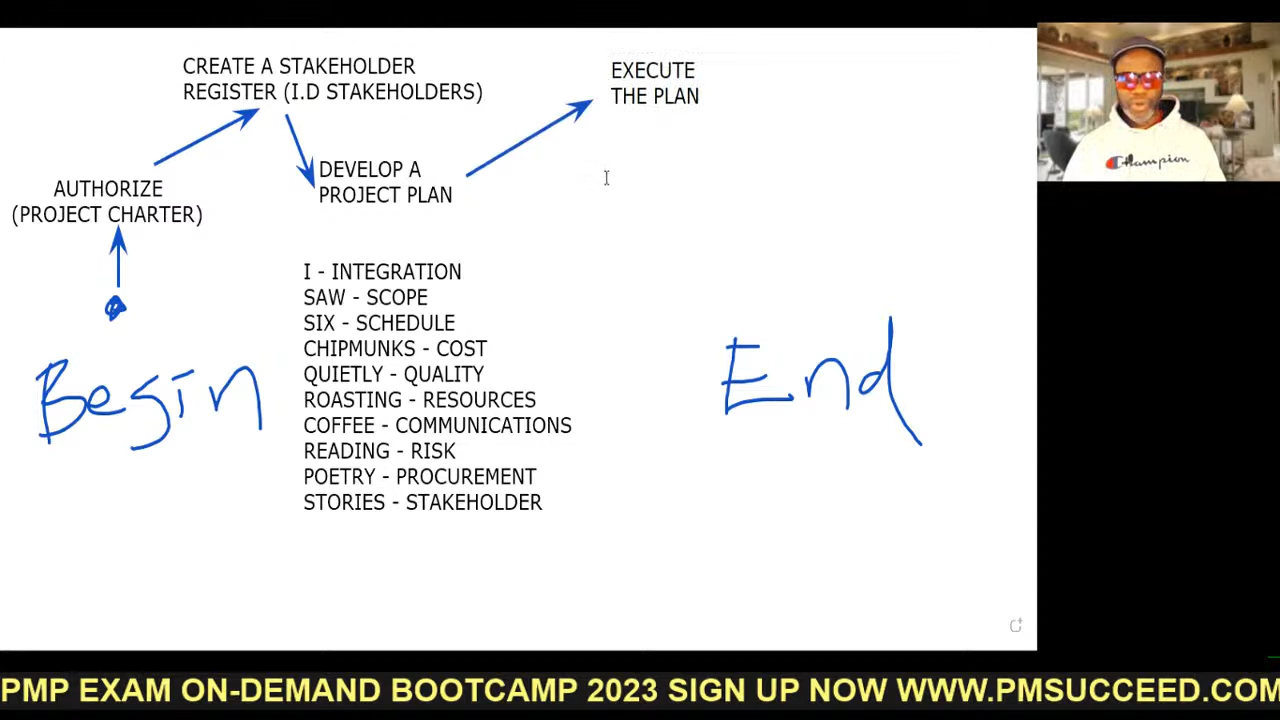 CREATE A STAKEHOLDER
REGISTER (I.D STAKEHOLDERS)
EXECUTE
THE PLAN
DEVELOP A
PROJECT PLAN
AUTHORIZE
(PROJECT CHARTER)
I - INTEGRATION
SAW - SCOPE
SIX - SCHEDULE
CHIPMUNKS - COST
QUIETLY - QUALITY
ROASTING - RESOURCES
COFFEE - COMMUNICATIONS
READING - RISK
POETRY - PROCUREMENT
STORIES - STAKEHOLDER
Begin
End
Champion
PMP EXAM ON-DEMAND BOOTCAMP 2023 SIGN UP NOW WWW.PMSUCCEED.COM